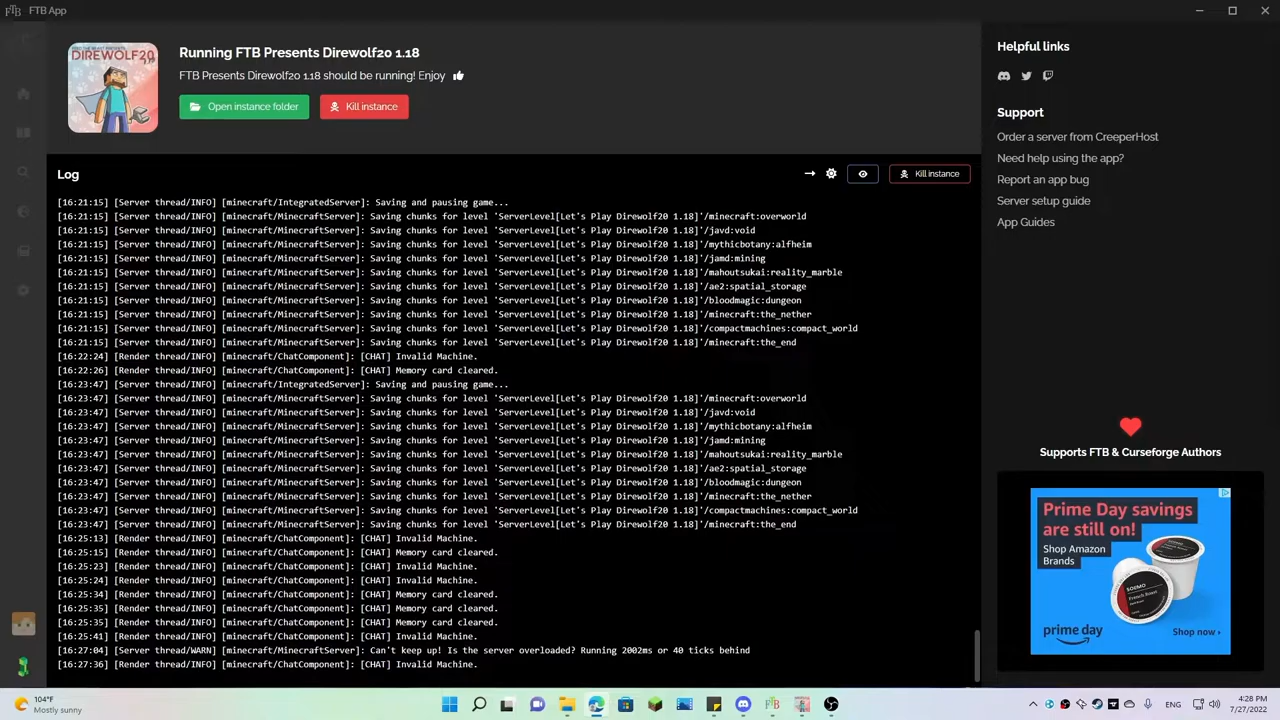 FTB App
FEED THE BEAST PRESENTS
DIREWOLF20
Running FTB Presents Direwolf20 1.18
FTB Presents Direwolf20 1.18 should be running! Enjoy
Open instance folder
Kill instance
Log
Kill instance
[16:21:15] [Server thread/INFO] [minecraft/IntegratedServer]: Saving and pausing game...
[16:21:15] [Server thread/INFO] [minecraft/MinecraftServer]: Saving chunks for level 'ServerLevel[Let's Play Direwolf20 1.18]'/minecraft:overworld
[16:21:15] [Server thread/INFO] [minecraft/MinecraftServer]: Saving chunks for level 'ServerLevel[Let's Play Direwolf20 1.18]'/javd:void
[16:21:15] [Server thread/INFO] [minecraft/MinecraftServer]: Saving chunks for level 'ServerLevel[Let's Play Direwolf20 1.18]'/mythicbotany:alfheim
[16:21:15] [Server thread/INFO] [minecraft/MinecraftServer]: Saving chunks for level 'ServerLevel[Let's Play Direwolf20 1.18]'/jamd:mining
[16:21:15] [Server thread/INFO] [minecraft/MinecraftServer]: Saving chunks for level 'ServerLevel[Let's Play Direwolf20 1.18]'/mahoutsukai:reality_marble
[16:21:15] [Server thread/INFO] [minecraft/MinecraftServer]: Saving chunks for level 'ServerLevel[Let's Play Direwolf20 1.18]'/ae2:spatial_storage
[16:21:15] [Server thread/INFO] [minecraft/MinecraftServer]: Saving chunks for level 'ServerLevel[Let's Play Direwolf20 1.18]'/bloodmagic:dungeon
[16:21:15] [Server thread/INFO] [minecraft/MinecraftServer]: Saving chunks for level 'ServerLevel[Let's Play Direwolf20 1.18]'/minecraft:the_nether
[16:21:15] [Server thread/INFO] [minecraft/MinecraftServer]: Saving chunks for level 'ServerLevel[Let's Play Direwolf20 1.18]'/compactmachines:compact_world
[16:21:15] [Server thread/INFO] [minecraft/MinecraftServer]: Saving chunks for level 'ServerLevel[Let's Play Direwolf20 1.18]'/minecraft:the_end
[16:22:24] [Render thread/INFO] [minecraft/ChatComponent]: [CHAT] Invalid Machine.
[16:22:26] [Render thread/INFO] [minecraft/ChatComponent]: [CHAT] Memory card cleared.
[16:23:47] [Server thread/INFO] [minecraft/IntegratedServer]: Saving and pausing game...
[16:23:47] [Server thread/INFO] [minecraft/MinecraftServer]: Saving chunks for level 'ServerLevel[Let's Play Direwolf20 1.18]'/minecraft:overworld
[16:23:47] [Server thread/INFO] [minecraft/MinecraftServer]: Saving chunks for level 'ServerLevel[Let's Play Direwolf20 1.18]'/javd:void
[16:23:47] [Server thread/INFO] [minecraft/MinecraftServer]: Saving chunks for level 'ServerLevel[Let's Play Direwolf20 1.18]'/mythicbotany:alfheim
[16:23:47] [Server thread/INFO] [minecraft/MinecraftServer]: Saving chunks for level 'ServerLevel[Let's Play Direwolf20 1.18]'/jamd:mining
[16:23:47] [Server thread/INFO] [minecraft/MinecraftServer]: Saving chunks for level 'ServerLevel[Let's Play Direwolf20 1.18]'/mahoutsukai:reality_marble
[16:23:47] [Server thread/INFO] [minecraft/MinecraftServer]: Saving chunks for level 'ServerLevel[Let's Play Direwolf20 1.18]'/ae2:spatial_storage
[16:23:47] [Server thread/INFO] [minecraft/MinecraftServer]: Saving chunks for level 'ServerLevel[Let's Play Direwolf20 1.18]'/bloodmagic:dungeon
[16:23:47] [Server thread/INFO] [minecraft/MinecraftServer]: Saving chunks for level 'ServerLevel[Let's Play Direwolf20 1.18]'/minecraft:the_nether
[16:23:47] [Server thread/INFO] [minecraft/MinecraftServer]: Saving chunks for level 'ServerLevel[Let's Play Direwolf20 1.18]'/compactmachines:compact_world
[16:23:47] [Server thread/INFO] [minecraft/MinecraftServer]: Saving chunks for level 'ServerLevel[Let's Play Direwolf20 1.18]'/minecraft:the_end
[16:25:13] [Render thread/INFO] [minecraft/ChatComponent]: [CHAT] Invalid Machine.
[16:25:15] [Render thread/INFO] [minecraft/ChatComponent]: [CHAT] Memory card cleared.
[16:25:23] [Render thread/INFO] [minecraft/ChatComponent]: [CHAT] Invalid Machine.
[16:25:24] [Render thread/INFO] [minecraft/ChatComponent]: [CHAT] Invalid Machine.
[16:25:34] [Render thread/INFO] [minecraft/ChatComponent]: [CHAT] Memory card cleared.
[16:25:35] [Render thread/INFO] [minecraft/ChatComponent]: [CHAT] Memory card cleared.
[16:25:35] [Render thread/INFO] [minecraft/ChatComponent]: [CHAT] Memory card cleared.
[16:25:41] [Render thread/INFO] [minecraft/ChatComponent]: [CHAT] Invalid Machine.
[16:27:04] [Server thread/WARN] [minecraft/MinecraftServer]: Can't keep up! Is the server overloaded? Running 2002ms or 40 ticks behind
[16:27:36] [Render thread/INFO] [minecraft/ChatComponent]: [CHAT] Invalid Machine.
Helpful links
Support
Order a server from CreeperHost
Need help using the app?
Report an app bug
Server setup guide
App Guides
Supports FTB & Curseforge Authors
Prime Day savings
are still on!
Shop Amazon
Brands
SOLIMO
French Roast
prime day
Shop now ›
104°F
Mostly sunny
ENG
4:28 PM
7/27/2022